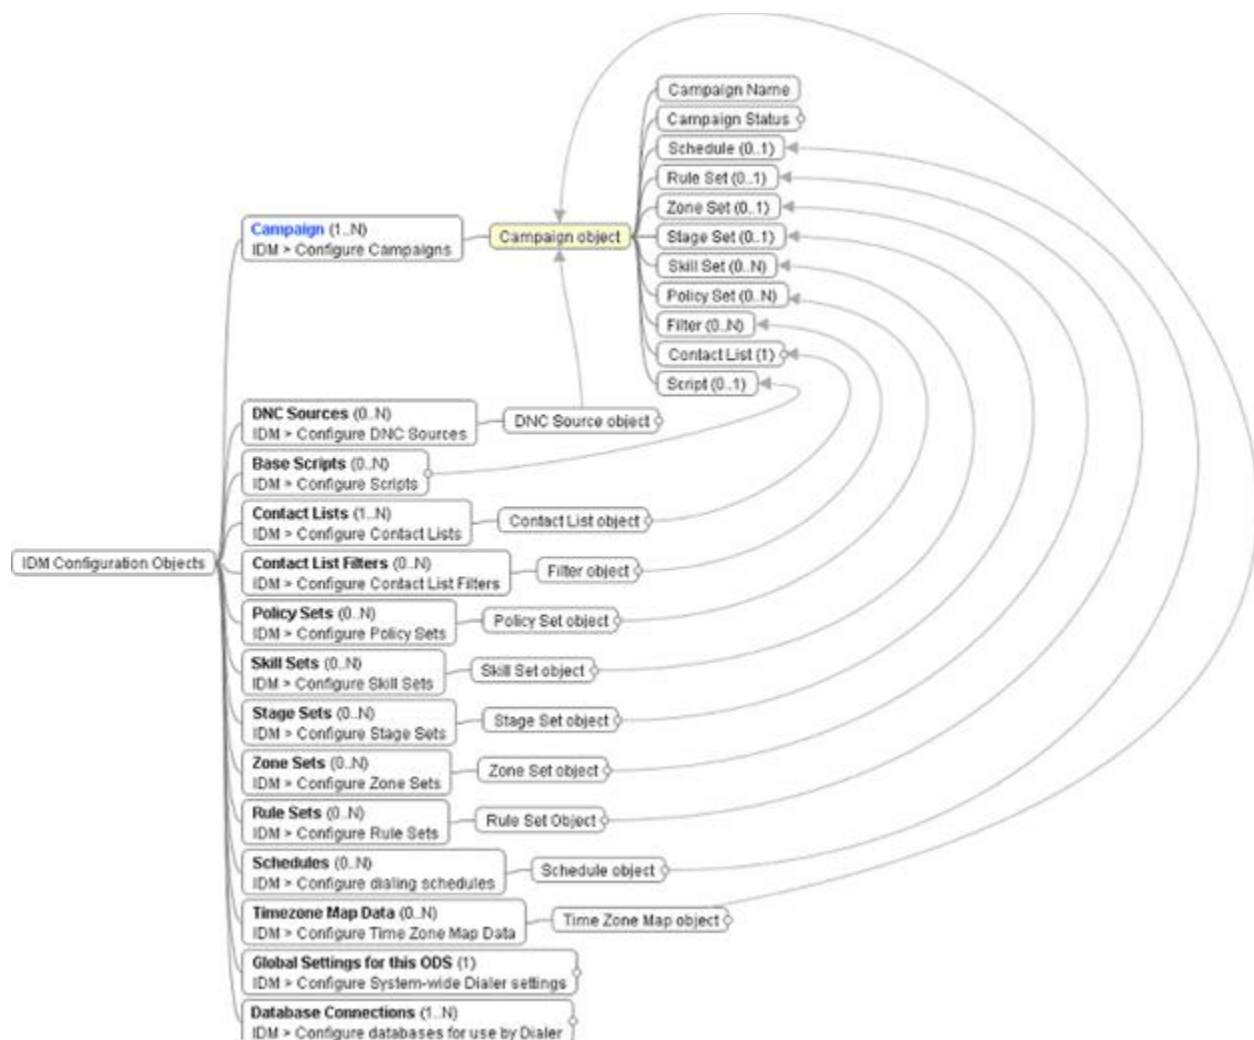 Campaign Name
Campaign Status
Schedule (0..1)
Rule Set (0..1)
Zone Set (0..1)
Campaign (1..N)
IDM > Configure Campaigns
Campaign object
Stage Set (0..1)
Skill Set (0..N)
Policy Set (0..N)
Filter (0..N)
Contact List (1)
Script (0..1)
DNC Sources (0..N)
IDM > Configure DNC Sources
DNC Source object
Base Scripts (0..N)
IDM > Configure Scripts
Contact Lists (1..N)
IDM > Configure Contact Lists
Contact List object
IDM Configuration Objects
Contact List Filters (0..N)
IDM > Configure Contact List Filters
Filter object
Policy Sets (0..N)
IDM > Configure Policy Sets
Policy Set object
Skill Sets (0..N)
IDM > Configure Skill Sets
Skill Set object
Stage Sets (0..N)
IDM > Configure Stage Sets
Stage Set object
Zone Sets (0..N)
IDM > Configure Zone Sets
Zone Set object
Rule Sets (0..N)
IDM > Configure Rule Sets
Rule Set Object
Schedules (0..N)
IDM > Configure dialing schedules
Schedule object
Timezone Map Data (0..N)
IDM > Configure Time Zone Map Data
Time Zone Map object
Global Settings for this ODS (1)
IDM > Configure System-wide Dialer settings
Database Connections (1..N)
IDM > Configure databases for use by Dialer